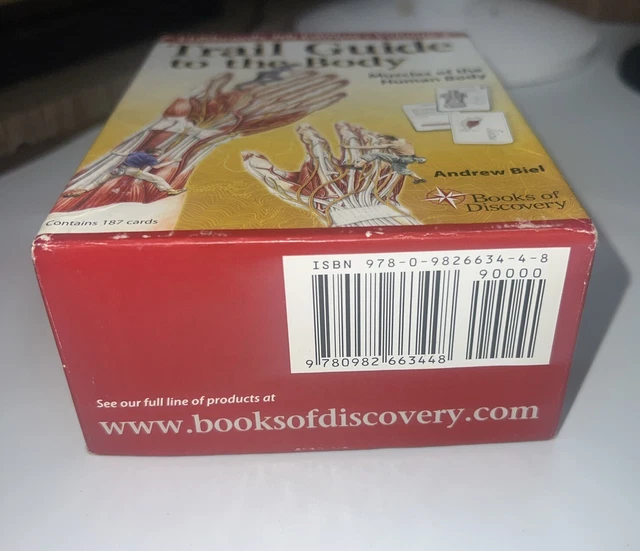 Trail Guide
to the Body
Muscles of the
Human Body
Andrew Biel
Books of
Discovery
Contains 187 cards
ISBN 978-0-9826634-4-8
90000
9 780982 663448
See our full line of products at
www.booksofdiscovery.com